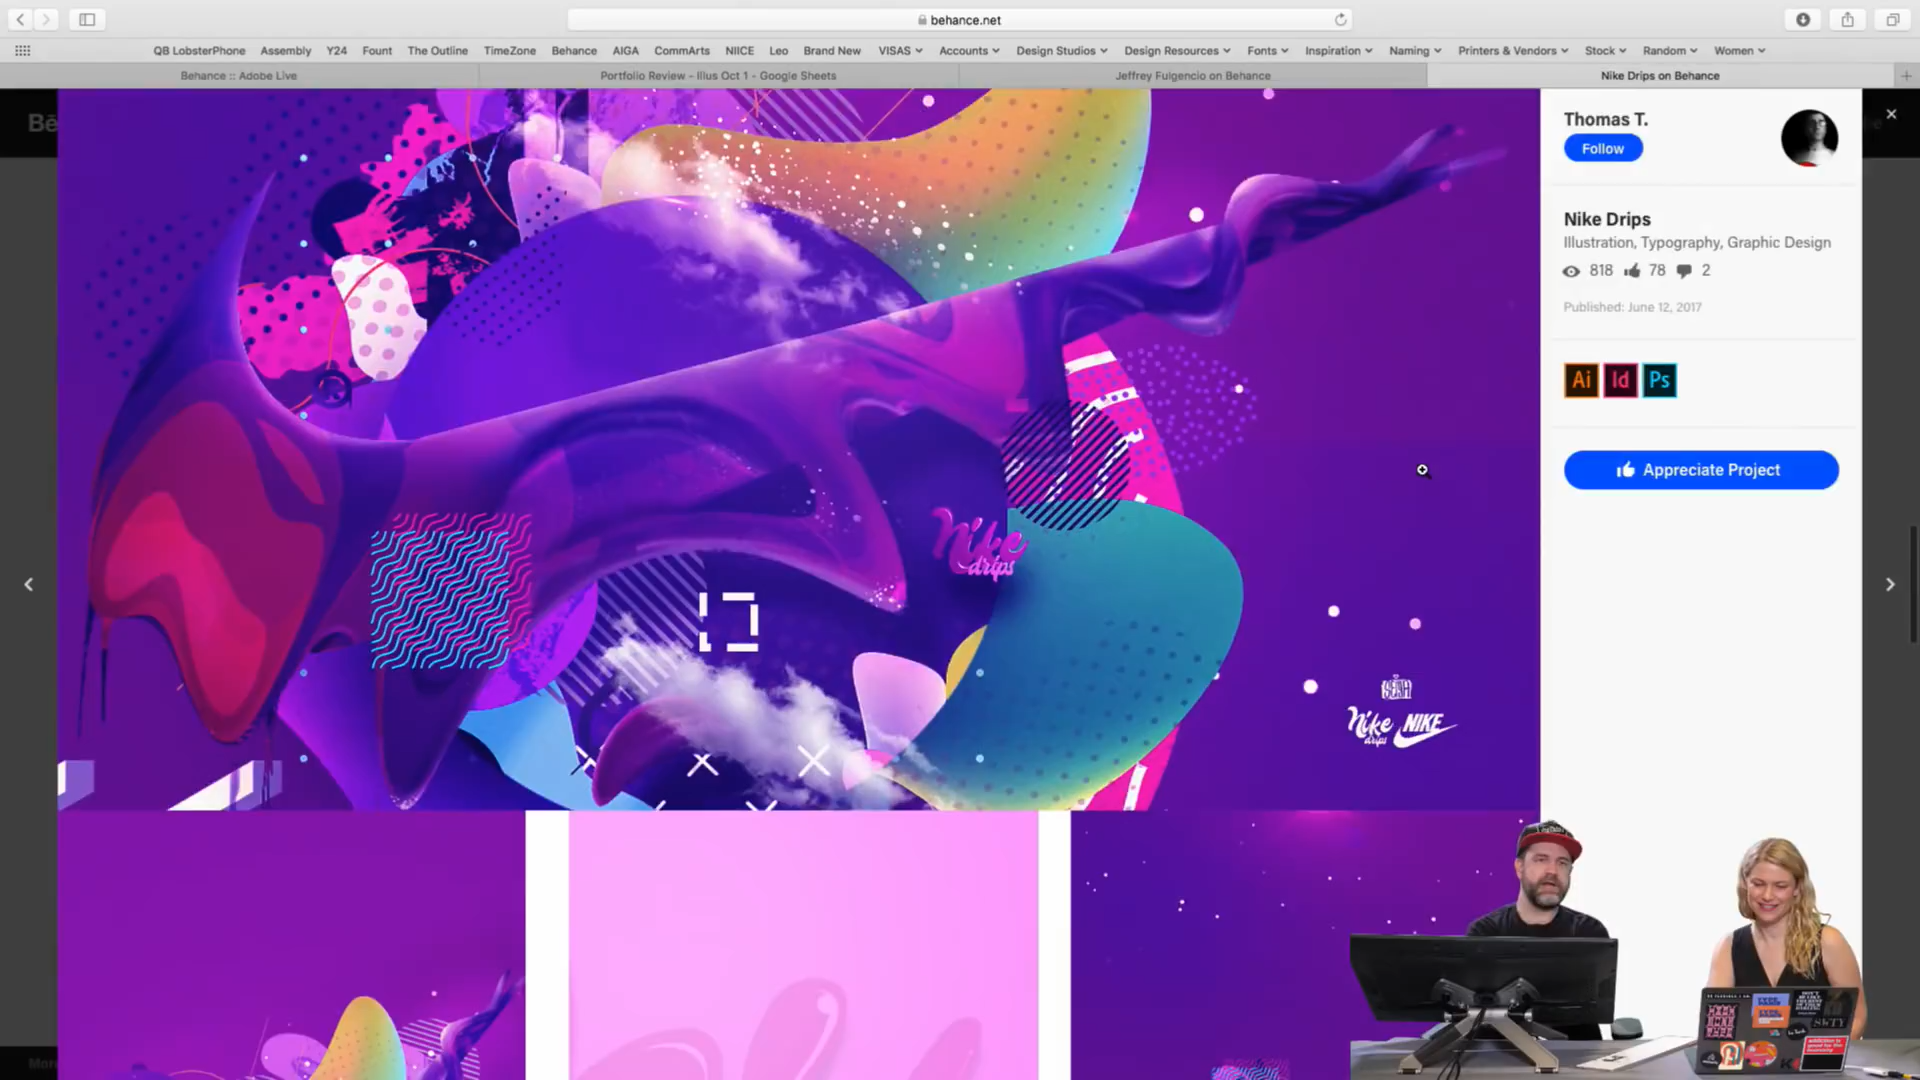 behance.net
QB LobsterPhone Assembly Y24 Fount The Outline TimeZone Behance AIGA CommArts NIICE Leo Brand New VISAS Accounts Design Studios Design Resources Fonts Inspiration Naming Printers & Vendors Stock Random Women
Behance :: Adobe Live
Portfolio Review - Illus Oct 1 - Google Sheets
Jeffrey Fulgencio on Behance
Nike Drips on Behance
Bē
Thomas T.
Follow
Nike Drips
Illustration, Typography, Graphic Design
818 78 2
Published: June 12, 2017
Ai Id Ps
Appreciate Project
Nike
drips
Nike
drips
NIKE
More